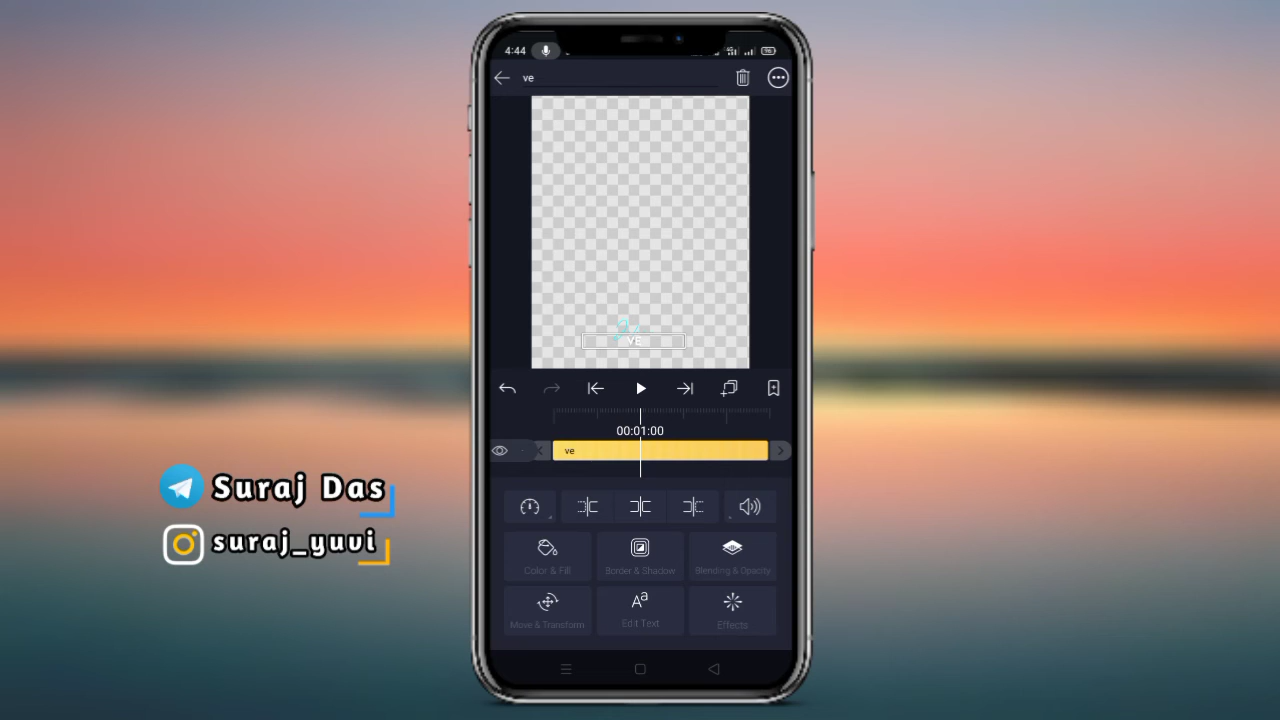 4:44
ve
VE
00:01:00
ve
Color & Fill
Border & Shadow
Blending & Opacity
Move & Transform
Edit Text
Effects
Suraj Das
suraj_yuvi